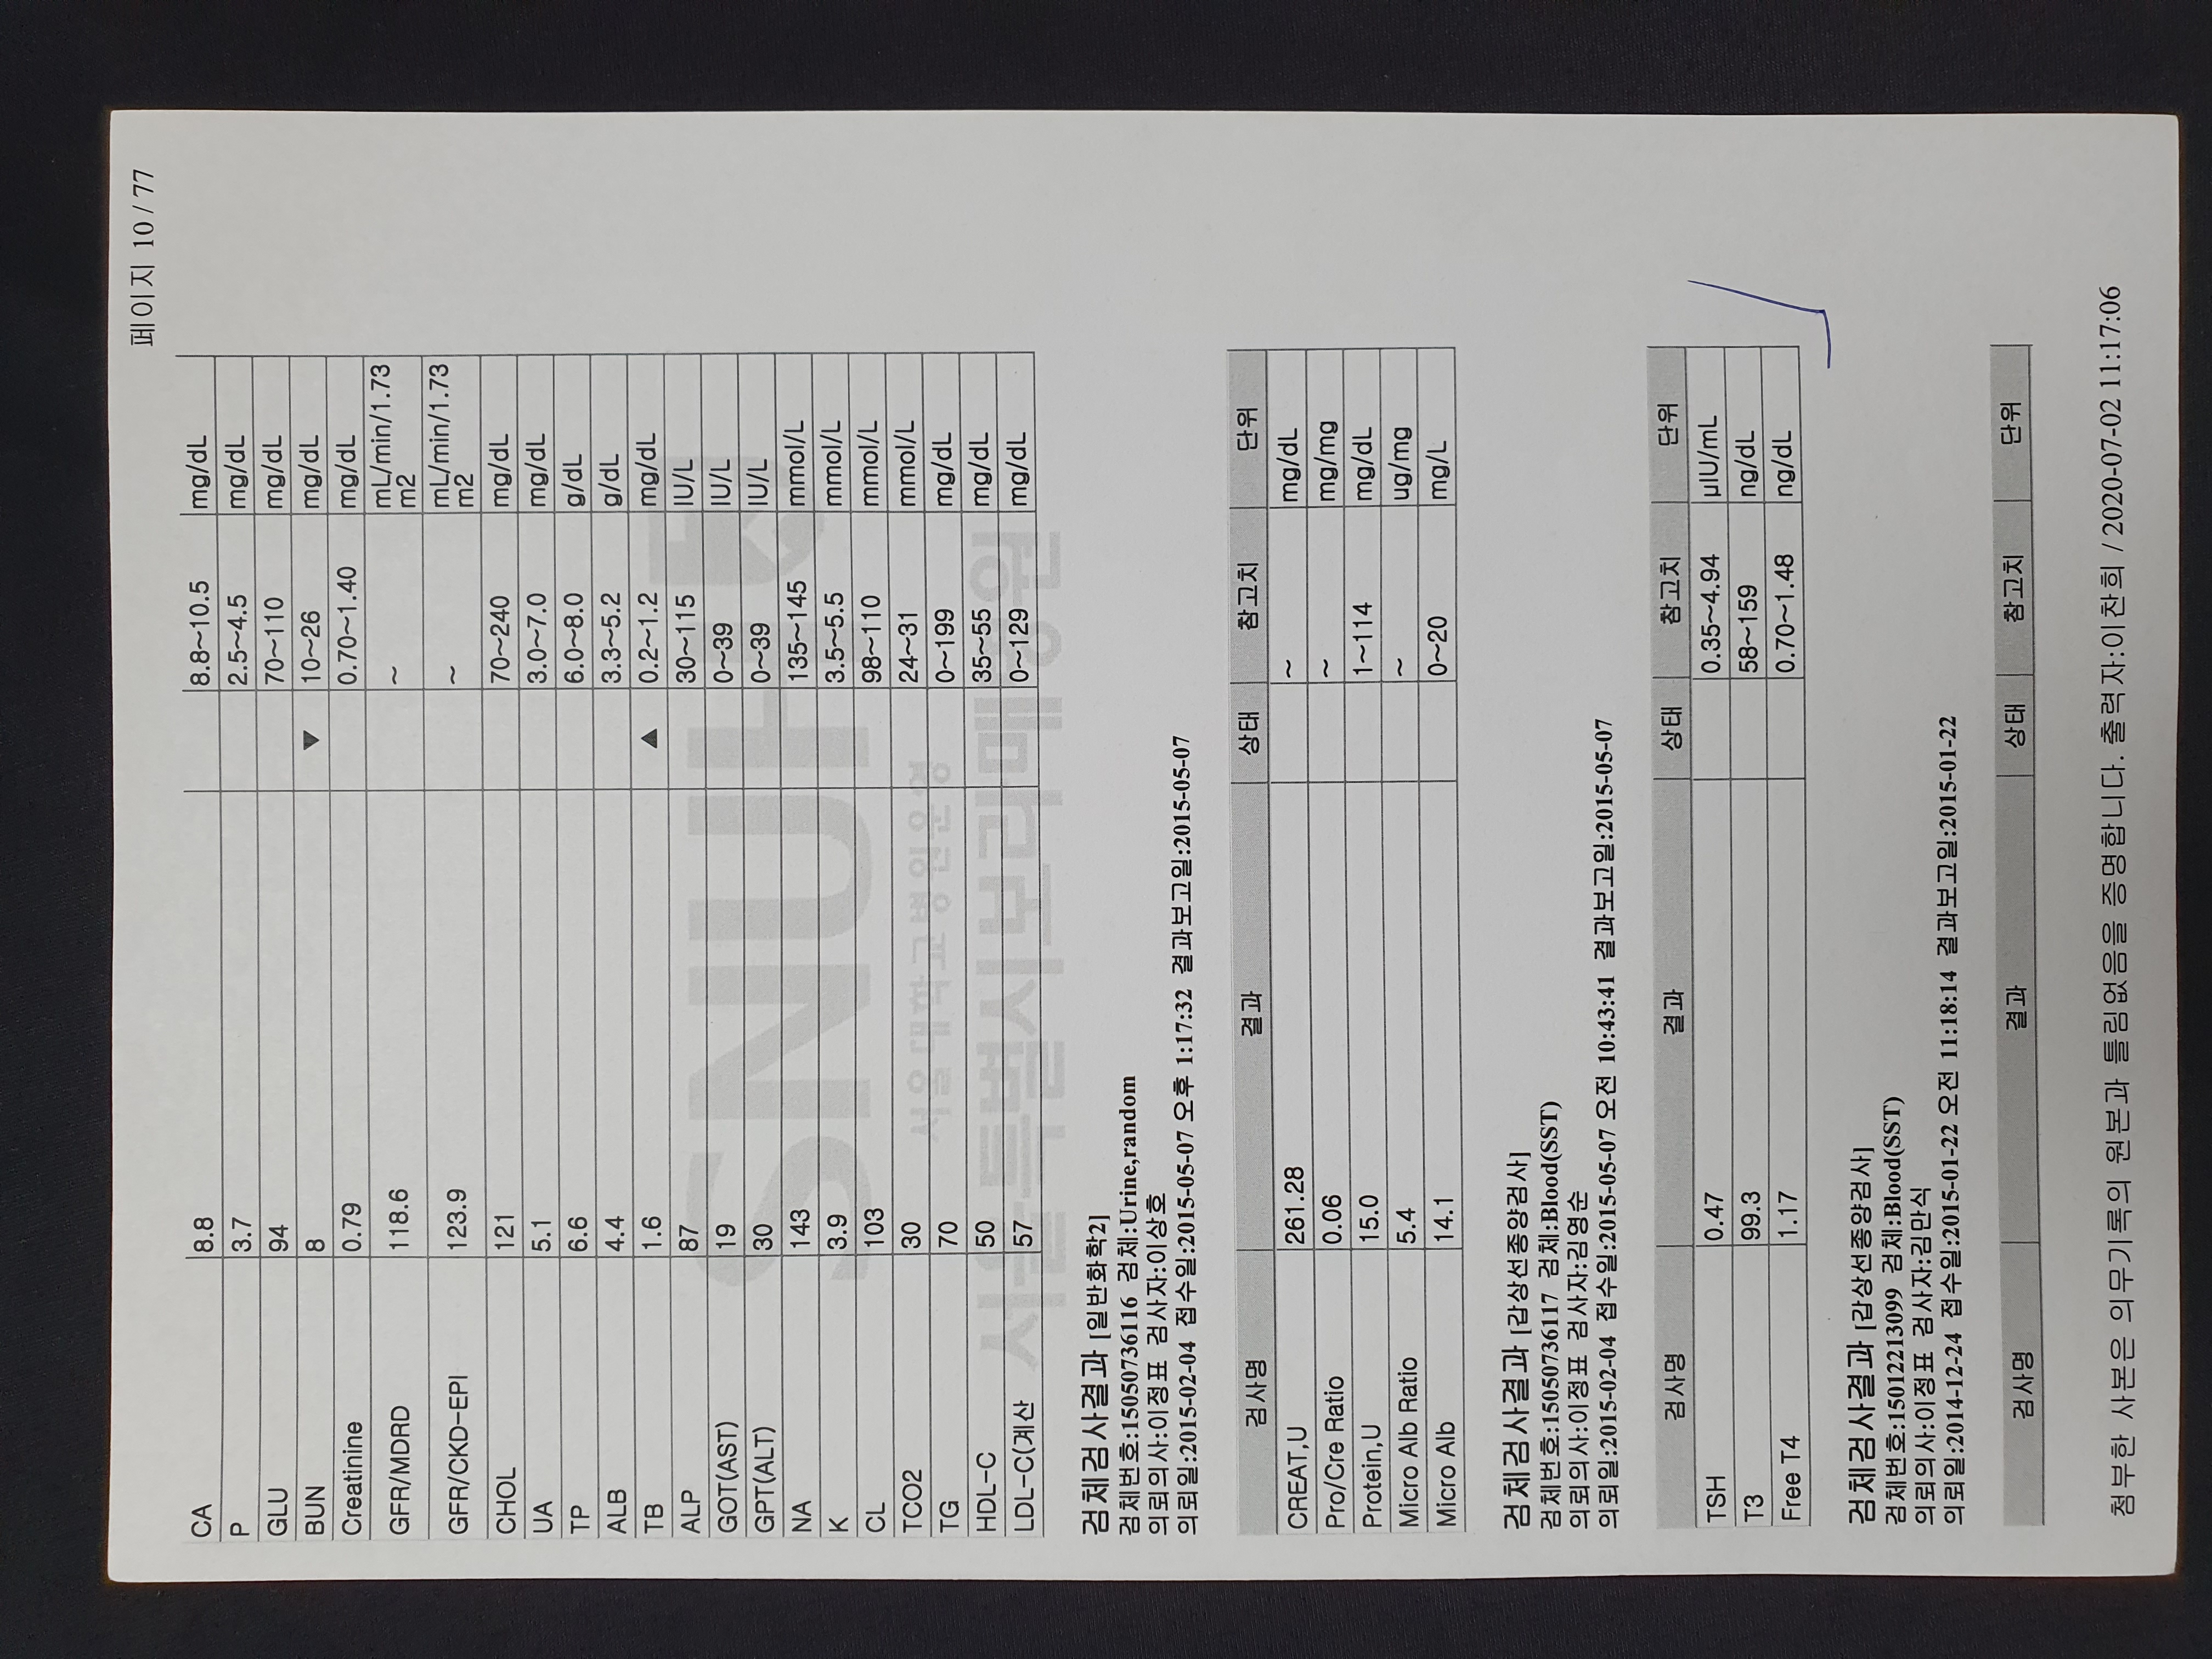 페이지 10 / 77
CA 8.8 8.8~10.5 mg/dL
P 3.7 2.5~4.5 mg/dL
GLU 94 70~110 mg/dL
BUN 8 ▼ 10~26 mg/dL
Creatinine 0.79 0.70~1.40 mg/dL
GFR/MDRD 118.6 ~ mL/min/1.73 m2
GFR/CKD-EPI 123.9 ~ mL/min/1.73 m2
CHOL 121 70~240 mg/dL
UA 5.1 3.0~7.0 mg/dL
TP 6.6 6.0~8.0 g/dL
ALB 4.4 3.3~5.2 g/dL
TB 1.6 ▲ 0.2~1.2 mg/dL
ALP 87 30~115 IU/L
GOT(AST) 19 0~39 IU/L
GPT(ALT) 30 0~39 IU/L
NA 143 135~145 mmol/L
K 3.9 3.5~5.5 mmol/L
CL 103 98~110 mmol/L
TCO2 30 24~31 mmol/L
TG 70 0~199 mg/dL
HDL-C 50 35~55 mg/dL
LDL-C(계산 57 0~129 mg/dL
SNUH
서울대학교병원운영
서울특별시보라매병원
검체검사결과 [일반화학2]
검체번호:15050736116 검체:Urine,random
의뢰의사:이정표 검사자:이상호
의뢰일:2015-02-04 접수일:2015-05-07 오후 1:17:32 결과보고일:2015-05-07
검사명 결과 상태 참고치 단위
CREAT,U 261.28 ~ mg/dL
Pro/Cre Ratio 0.06 ~ mg/mg
Protein,U 15.0 1~114 mg/dL
Micro Alb Ratio 5.4 ~ ug/mg
Micro Alb 14.1 0~20 mg/L
검체검사결과 [갑상선종양검사]
검체번호:15050736117 검체:Blood(SST)
의뢰의사:이정표 검사자:김영순
의뢰일:2015-02-04 접수일:2015-05-07 오전 10:43:41 결과보고일:2015-05-07
검사명 결과 상태 참고치 단위
TSH 0.47 0.35~4.94 µIU/mL
T3 99.3 58~159 ng/dL
Free T4 1.17 0.70~1.48 ng/dL
검체검사결과 [갑상선종양검사]
검체번호:15012213099 검체:Blood(SST)
의뢰의사:이정표 검사자:김만식
의뢰일:2014-12-24 접수일:2015-01-22 오전 11:18:14 결과보고일:2015-01-22
검사명 결과 상태 참고치 단위
첨부한 사본은 의무기록의 원본과 틀림없음을 증명합니다. 출력자:이찬희 / 2020-07-02 11:17:06